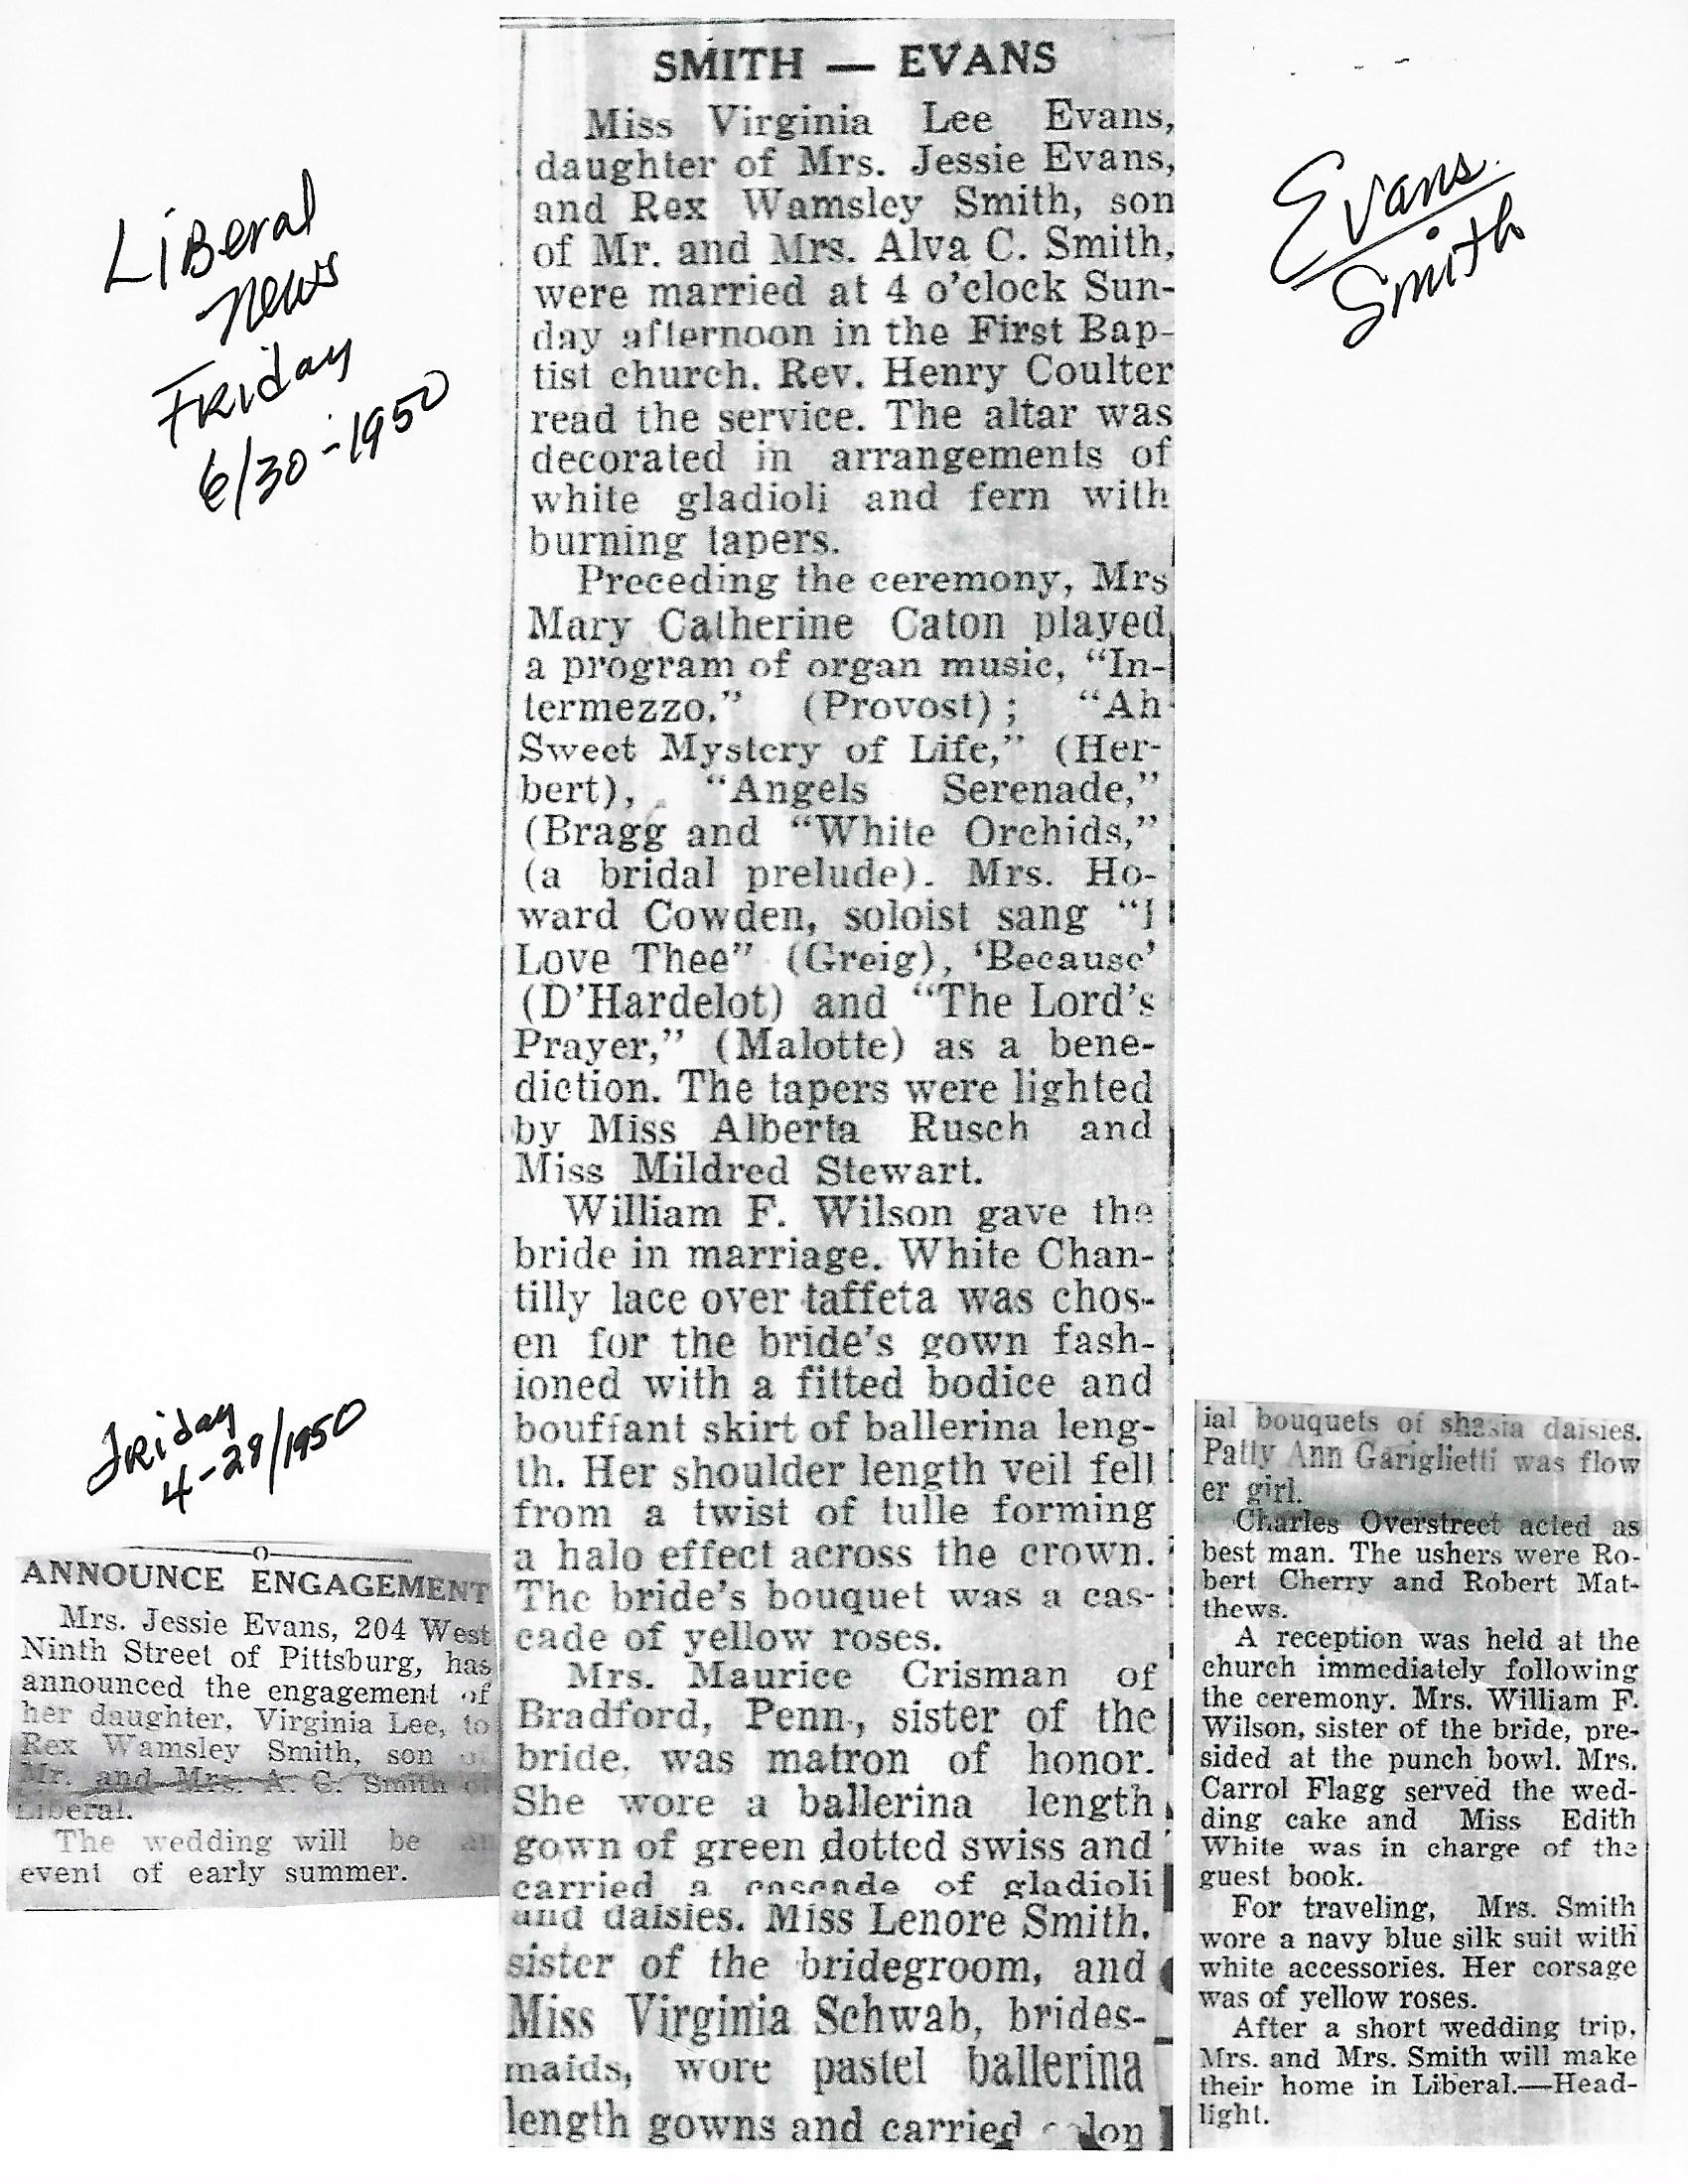 Liberal
News
Friday
6/30-1950
Evans
Smith
SMITH — EVANS
Miss Virginia Lee Evans,
daughter of Mrs. Jessie Evans,
and Rex Wamsley Smith, son
of Mr. and Mrs. Alva C. Smith,
were married at 4 o'clock Sun-
day afternoon in the First Bap-
tist church. Rev. Henry Coulter
read the service. The altar was
decorated in arrangements of
white gladioli and fern with
burning tapers.
Preceding the ceremony, Mrs
Mary Catherine Caton played
a program of organ music, "In-
termezzo." (Provost) ; "Ah
Sweet Mystery of Life," (Her-
bert), "Angels Serenade,"
(Bragg and "White Orchids,"
(a bridal prelude). Mrs. Ho-
ward Cowden, soloist sang "I
Love Thee" (Greig), 'Because'
(D'Hardelot) and "The Lord's
Prayer," (Malotte) as a bene-
diction. The tapers were lighted
by Miss Alberta Rusch and
Miss Mildred Stewart.
William F. Wilson gave the
bride in marriage. White Chan-
tilly lace over taffeta was chos-
en for the bride's gown fash-
ioned with a fitted bodice and
bouffant skirt of ballerina leng-
th. Her shoulder length veil fell
from a twist of tulle forming
a halo effect across the crown.
The bride's bouquet was a cas-
cade of yellow roses.
Mrs. Maurice Crisman of
Bradford, Penn., sister of the
bride, was matron of honor.
She wore a ballerina length
gown of green dotted swiss and
carried a cascade of gladioli
and daisies. Miss Lenore Smith,
sister of the bridegroom, and
Miss Virginia Schwab, brides-
maids, wore pastel ballerina
length gowns and carried colon
ial bouquets of shasta daisies.
Patty Ann Gariglietti was flow
er girl.
Charles Overstreet acted as
best man. The ushers were Ro-
bert Cherry and Robert Mat-
thews.
A reception was held at the
church immediately following
the ceremony. Mrs. William F.
Wilson, sister of the bride, pre-
sided at the punch bowl. Mrs.
Carrol Flagg served the wed-
ding cake and Miss Edith
White was in charge of the
guest book.
For traveling, Mrs. Smith
wore a navy blue silk suit with
white accessories. Her corsage
was of yellow roses.
After a short wedding trip,
Mrs. and Mrs. Smith will make
their home in Liberal.—Head-
light.
Friday
4-28/1950
ANNOUNCE ENGAGEMENT
Mrs. Jessie Evans, 204 West
Ninth Street of Pittsburg, has
announced the engagement of
her daughter, Virginia Lee, to
Rex Wamsley Smith, son of
Mr. and Mrs. A. C. Smith of
Liberal.
The wedding will be an
event of early summer.